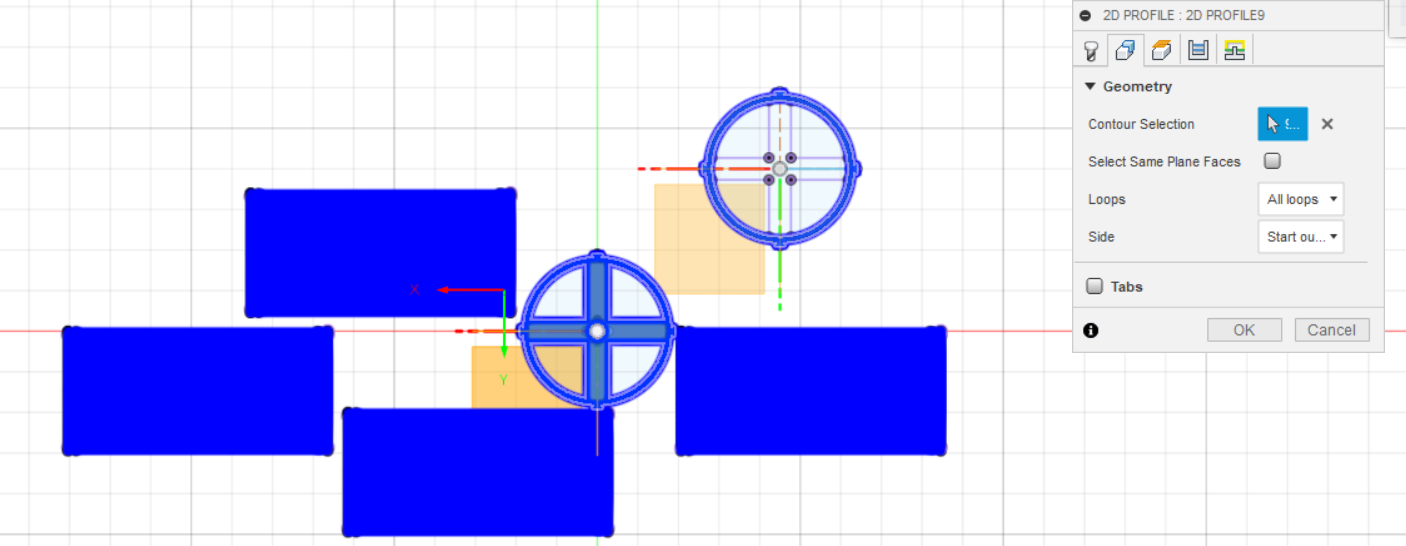 2D PROFILE : 2D PROFILE9
Geometry
Contour Selection
Select Same Plane Faces
Loops All loops
Side Start ou...
Tabs
OK Cancel
X
Y